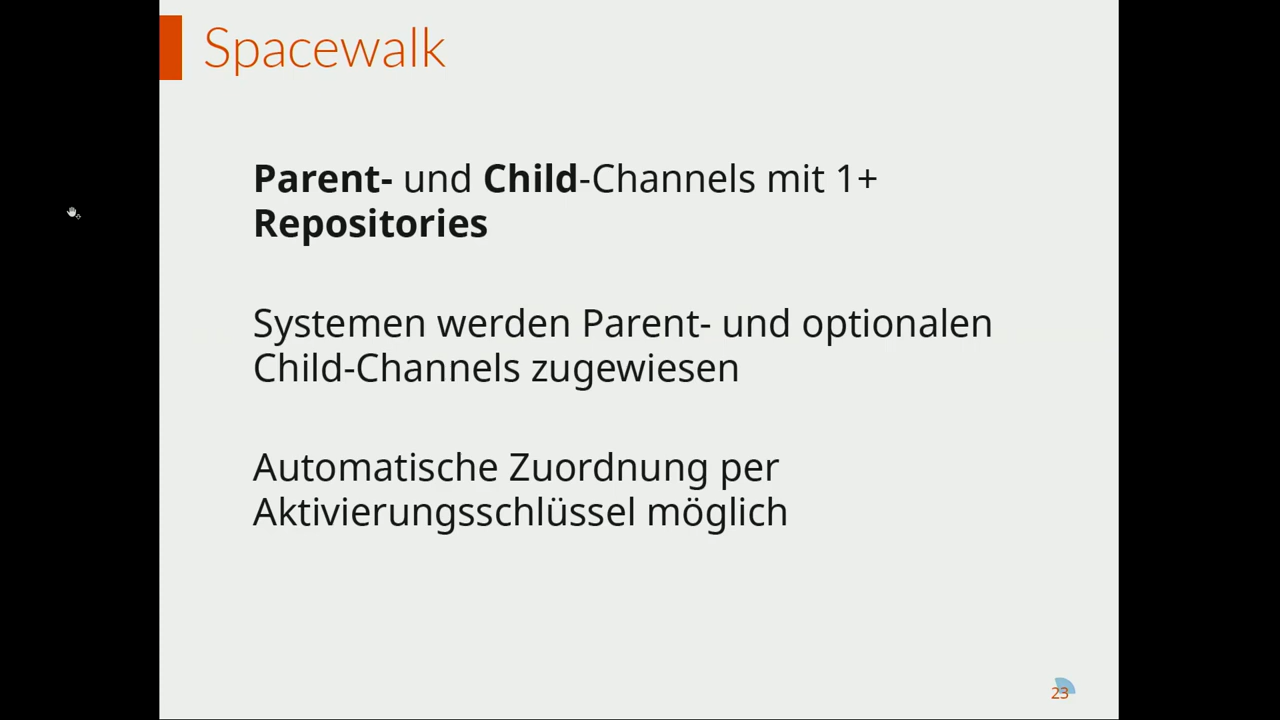 Spacewalk
Parent- und Child-Channels mit 1+
Repositories
Systemen werden Parent- und optionalen
Child-Channels zugewiesen
Automatische Zuordnung per
Aktivierungsschlüssel möglich
23